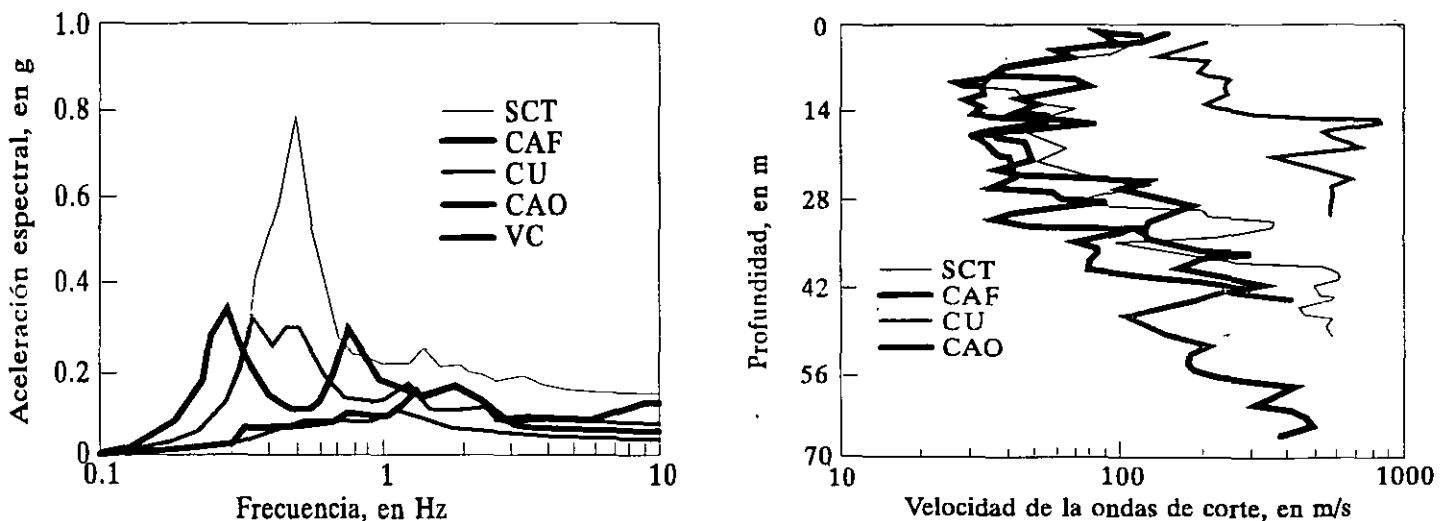 Aceleración espectral, en g
1.0
0.8
0.6
0.4
0.2
0
SCT
CAF
CU
CAO
VC
0.1
1
10
Frecuencia, en Hz
Profundidad, en m
0
14
28
42
56
70
SCT
CAF
CU
CAO
10
100
1000
Velocidad de la ondas de corte, en m/s